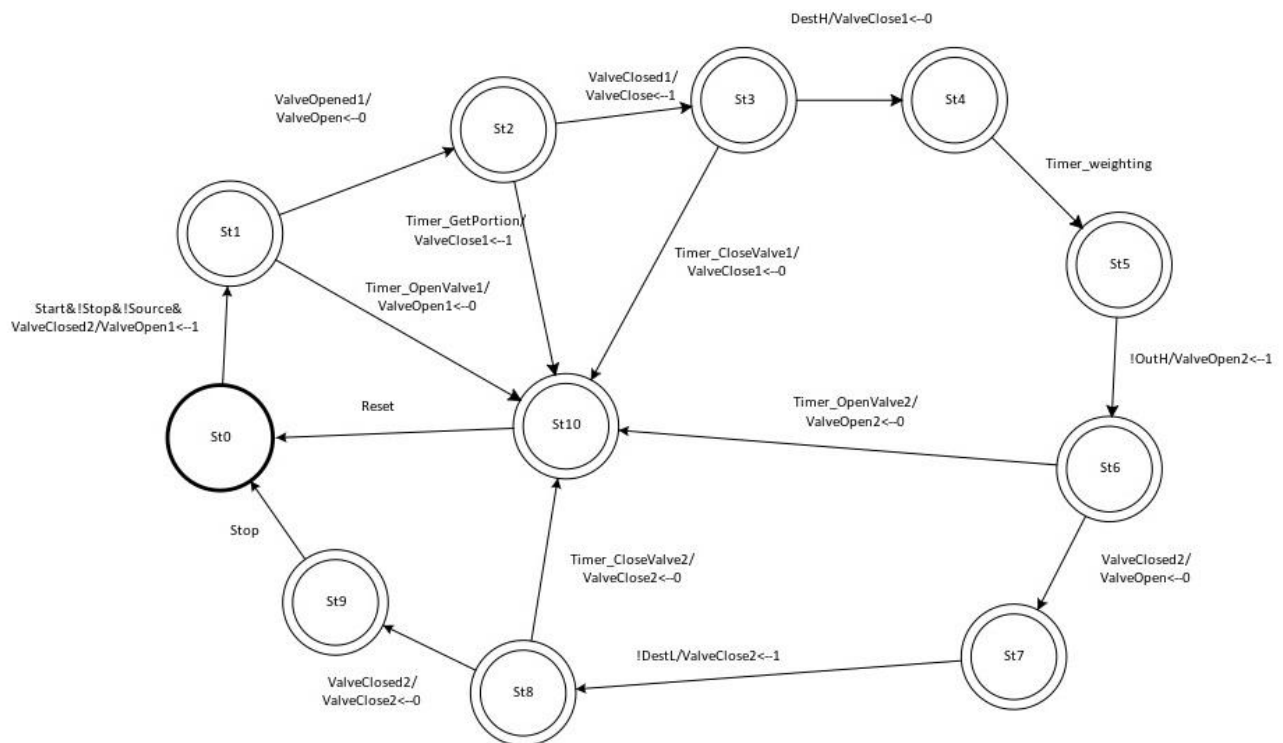 DestH/ValveClose1<--0
ValveClosed1/
ValveClose<--1
St3
St4
ValveOpened1/
ValveOpen<--0
St2
Timer_weighting
St1
Timer_GetPortion/
ValveClose1<--1
Timer_CloseValve1/
ValveClose1<--0
St5
Timer_OpenValve1/
ValveOpen1<--0
Start&!Stop&!Source&
ValveClosed2/ValveOpen1<--1
!OutH/ValveOpen2<--1
Reset
Timer_OpenValve2/
ValveOpen2<--0
St0
St10
St6
Stop
Timer_CloseValve2/
ValveClose2<--0
ValveClosed2/
ValveOpen<--0
St9
!DestL/ValveClose2<--1
St7
ValveClosed2/
ValveClose2<--0
St8